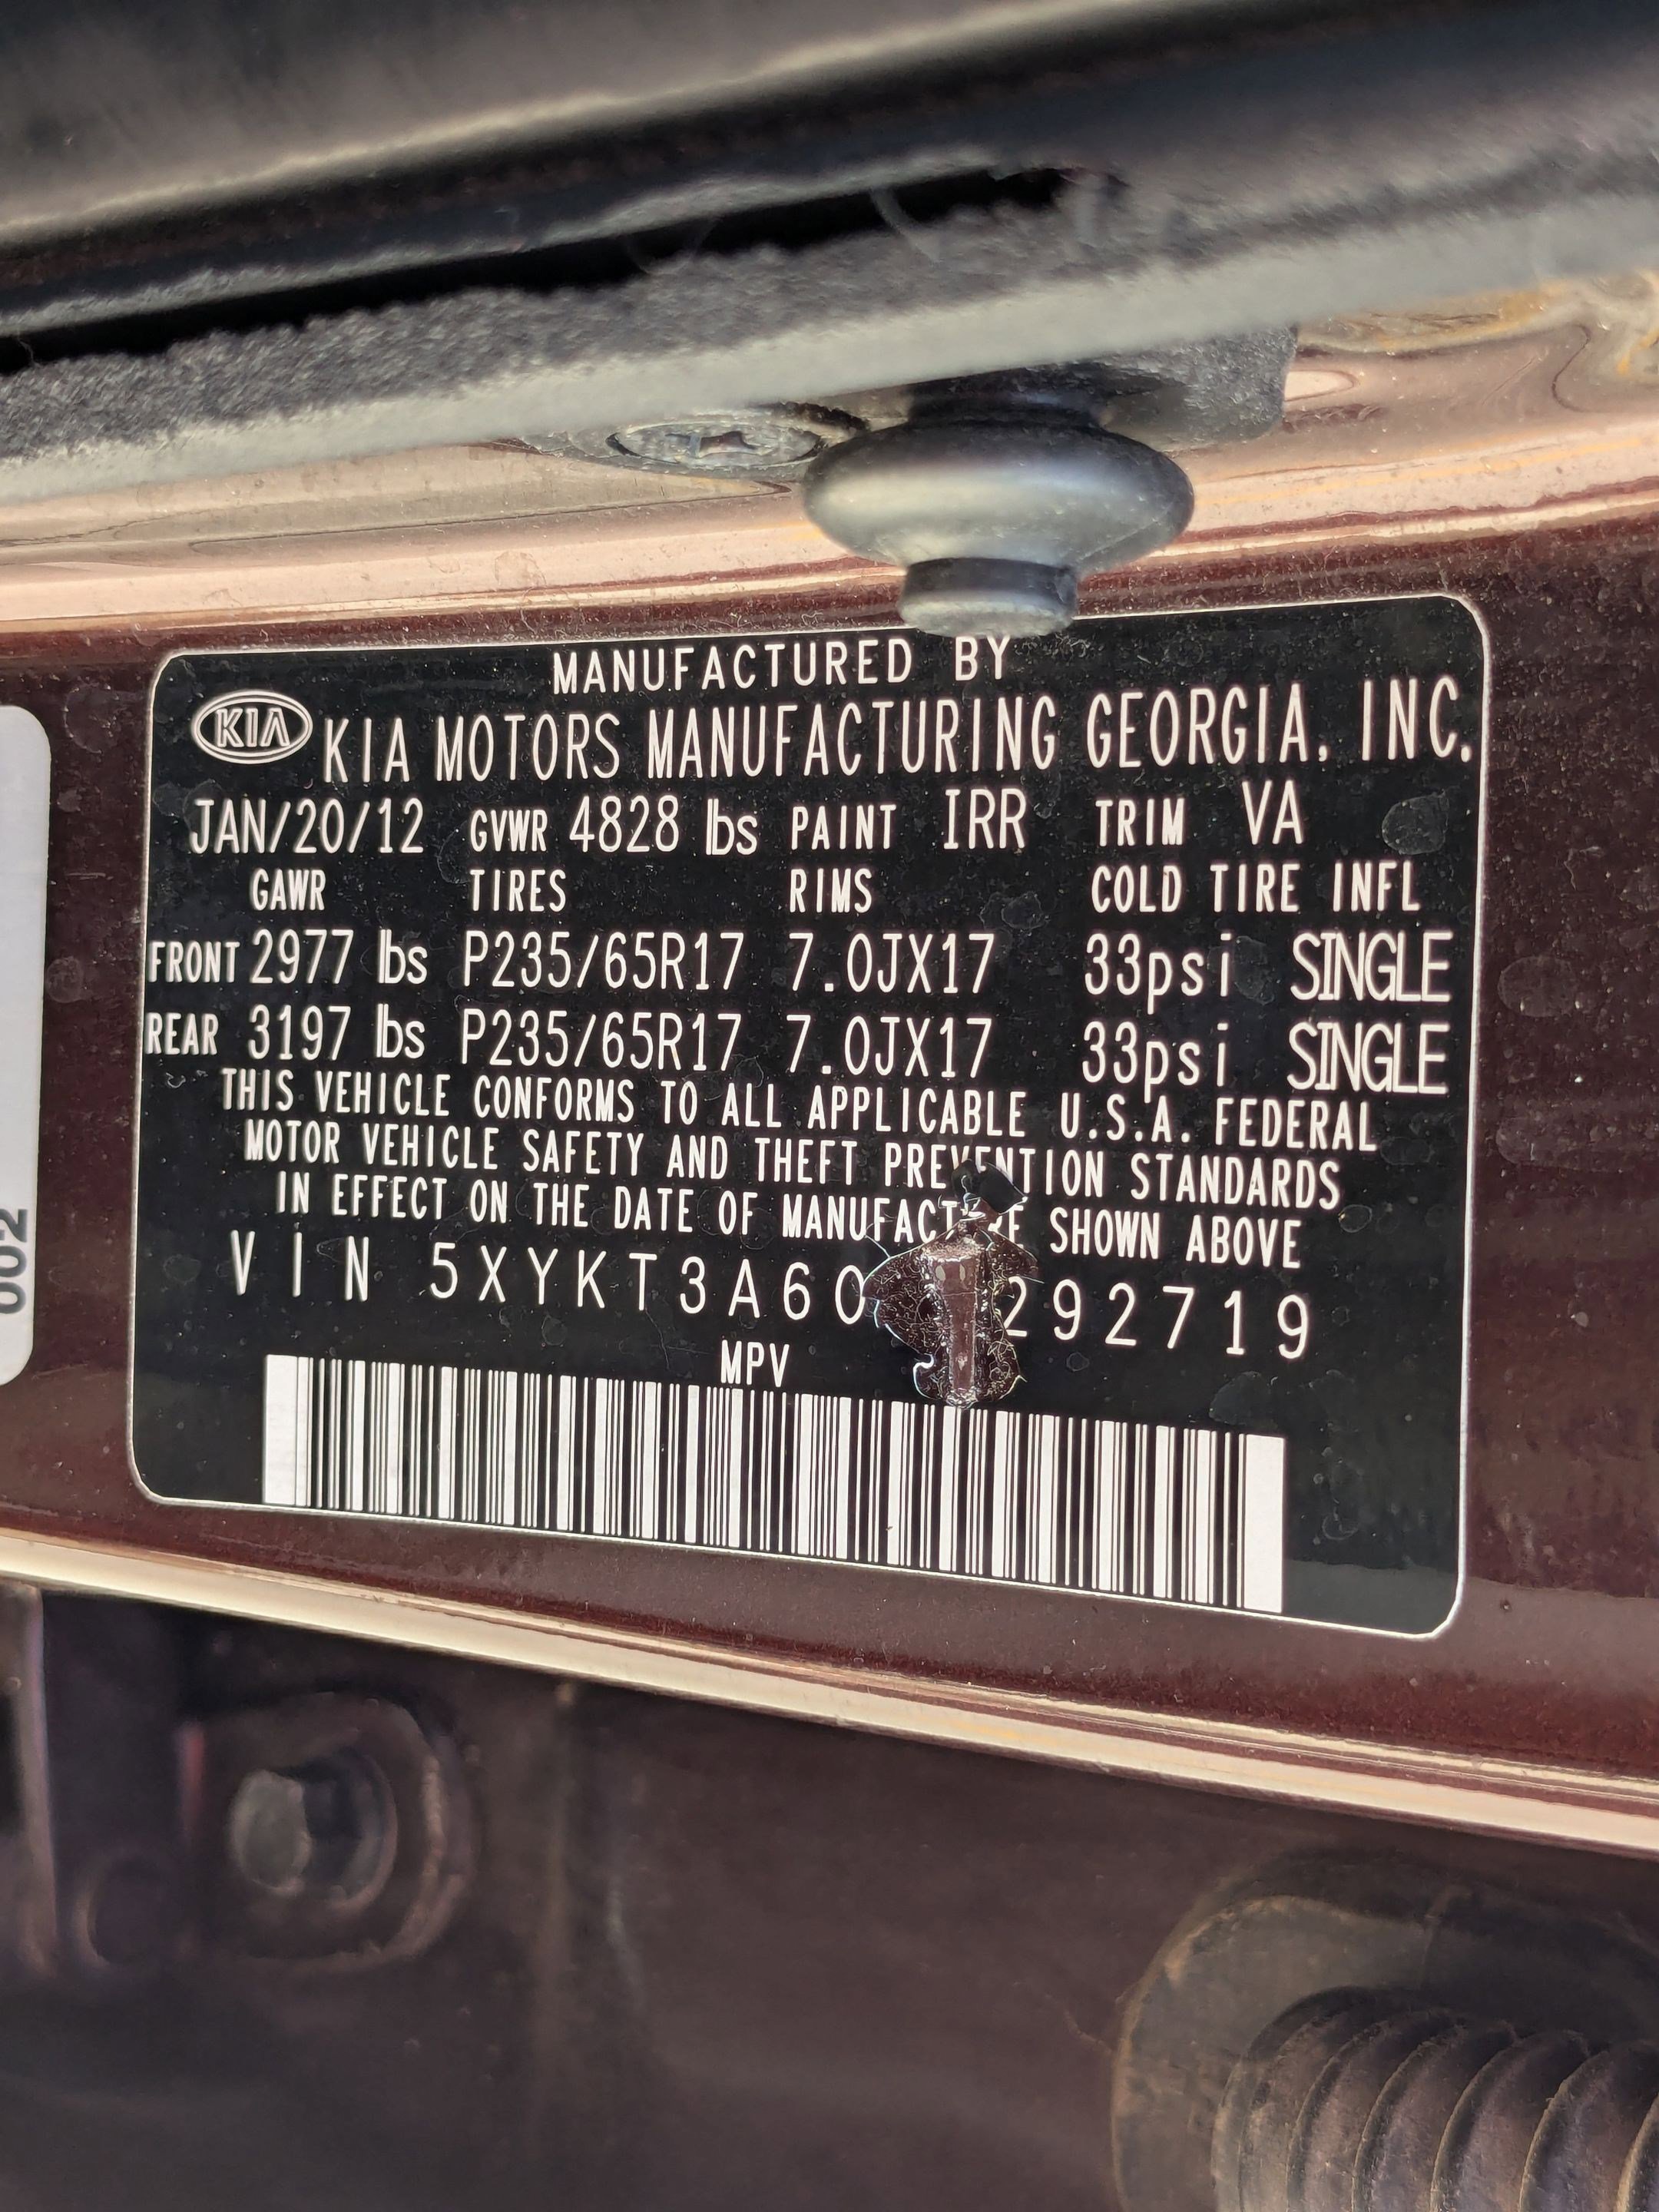 MANUFACTURED BY
KIA KIA MOTORS MANUFACTURING GEORGIA, INC.
JAN/20/12 GVWR 4828 lbs PAINT IRR TRIM VA
GAWR TIRES RIMS COLD TIRE INFL
FRONT 2977 lbs P235/65R17 7.0JX17 33psi SINGLE
REAR 3197 lbs P235/65R17 7.0JX17 33psi SINGLE
THIS VEHICLE CONFORMS TO ALL APPLICABLE U.S.A. FEDERAL
MOTOR VEHICLE SAFETY AND THEFT PREVENTION STANDARDS
IN EFFECT ON THE DATE OF MANUFACTURE SHOWN ABOVE
VIN 5XYKT3A60 292719
MPV
002